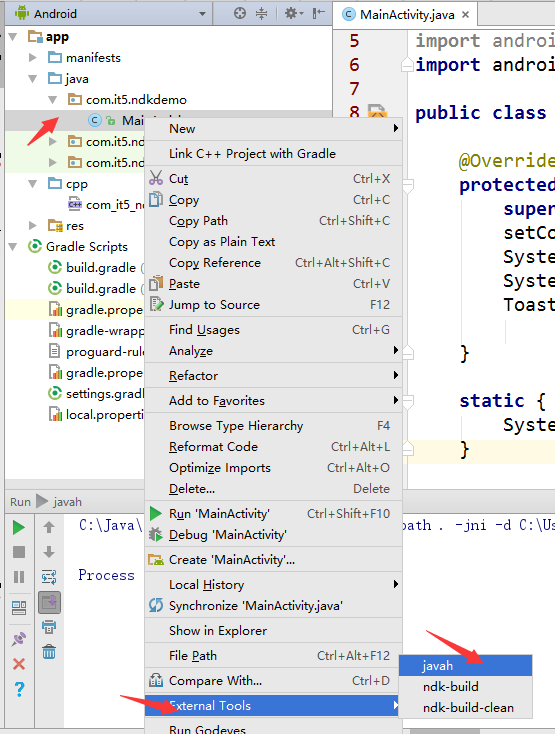 Android
MainActivity.java
app
manifests
java
com.it5.ndkdemo
com.it5.n
com.it5.n
cpp
com_it5_n
res
Gradle Scripts
build.gradle (
build.gradle (
gradle.prope
gradle-wrapp
proguard-rul
gradle.prope
settings.gradl
local.properti
5 import androi
6 import androi
7
8 public class
@Override
protected
super
setCo
Syste
Syste
Toast
}
static {
Syste
}
New
Link C++ Project with Gradle
Cut Ctrl+X
Copy Ctrl+C
Copy Path Ctrl+Shift+C
Copy as Plain Text
Copy Reference Ctrl+Alt+Shift+C
Paste Ctrl+V
Jump to Source F12
Find Usages Ctrl+G
Analyze
Refactor
Add to Favorites
Browse Type Hierarchy F4
Reformat Code Ctrl+Alt+L
Optimize Imports Ctrl+Alt+O
Delete... Delete
Run 'MainActivity' Ctrl+Shift+F10
Debug 'MainActivity'
Create 'MainActivity'...
Local History
Synchronize 'MainActivity.java'
Show in Explorer
File Path Ctrl+Alt+F12
Compare With... Ctrl+D
External Tools
Run Godeyes
javah
ndk-build
ndk-build-clean
Run javah
C:\Java\ path . -jni -d C:\Us
Process